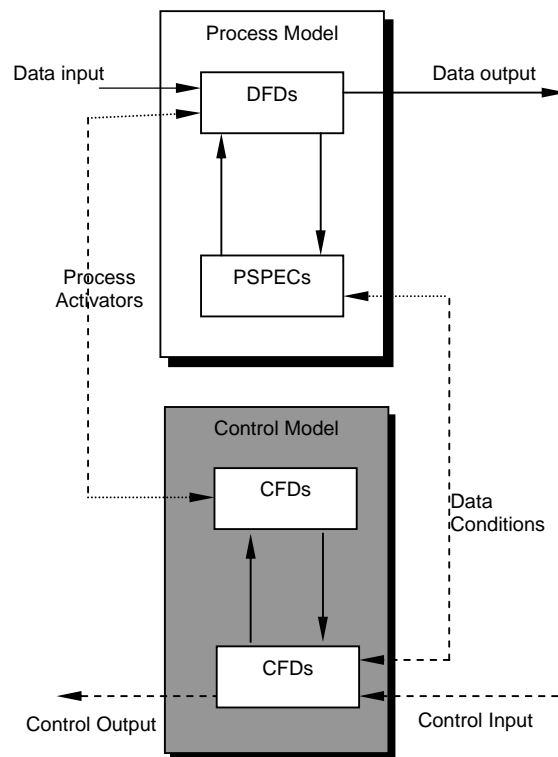 Process Model
Data input
Data output
DFDs
Process
Activators
PSPECs
Control Model
CFDs
Data
Conditions
CFDs
Control Output
Control Input